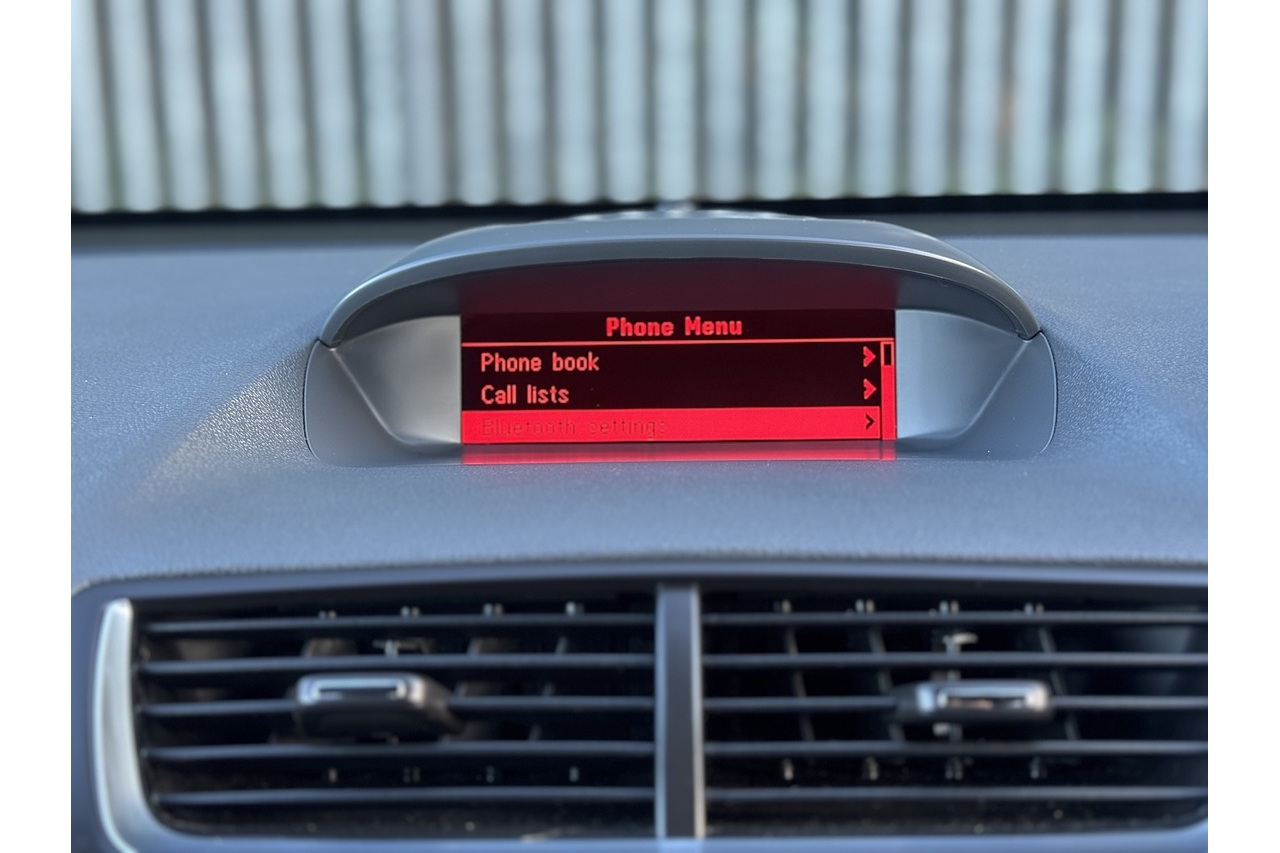 Phone Menu
Phone book
Call lists
Bluetooth settings